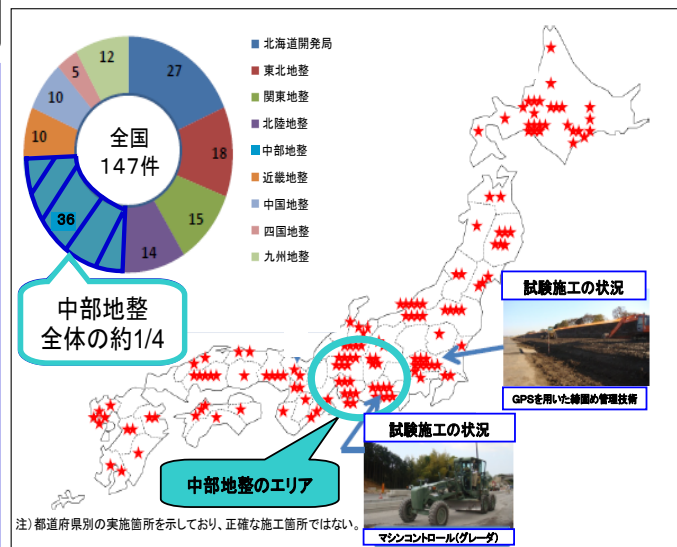 北海道開発局
東北地整
関東地整
北陸地整
中部地整
近畿地整
中国地整
四国地整
九州地整
27
18
15
14
36
10
10
5
12
全国
147件
中部地整
全体の約1/4
試験施工の状況
GPSを用いた締固め管理技術
試験施工の状況
マシンコントロール(グレーダ)
中部地整のエリア
注）都道府県別の実施箇所を示しており、正確な施工箇所ではない。